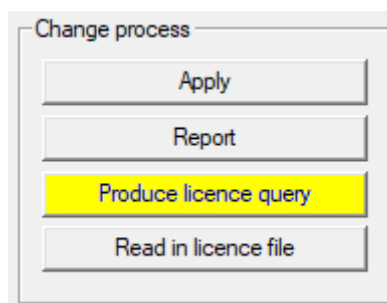 Change process
Apply
Report
Produce licence query
Read in licence file